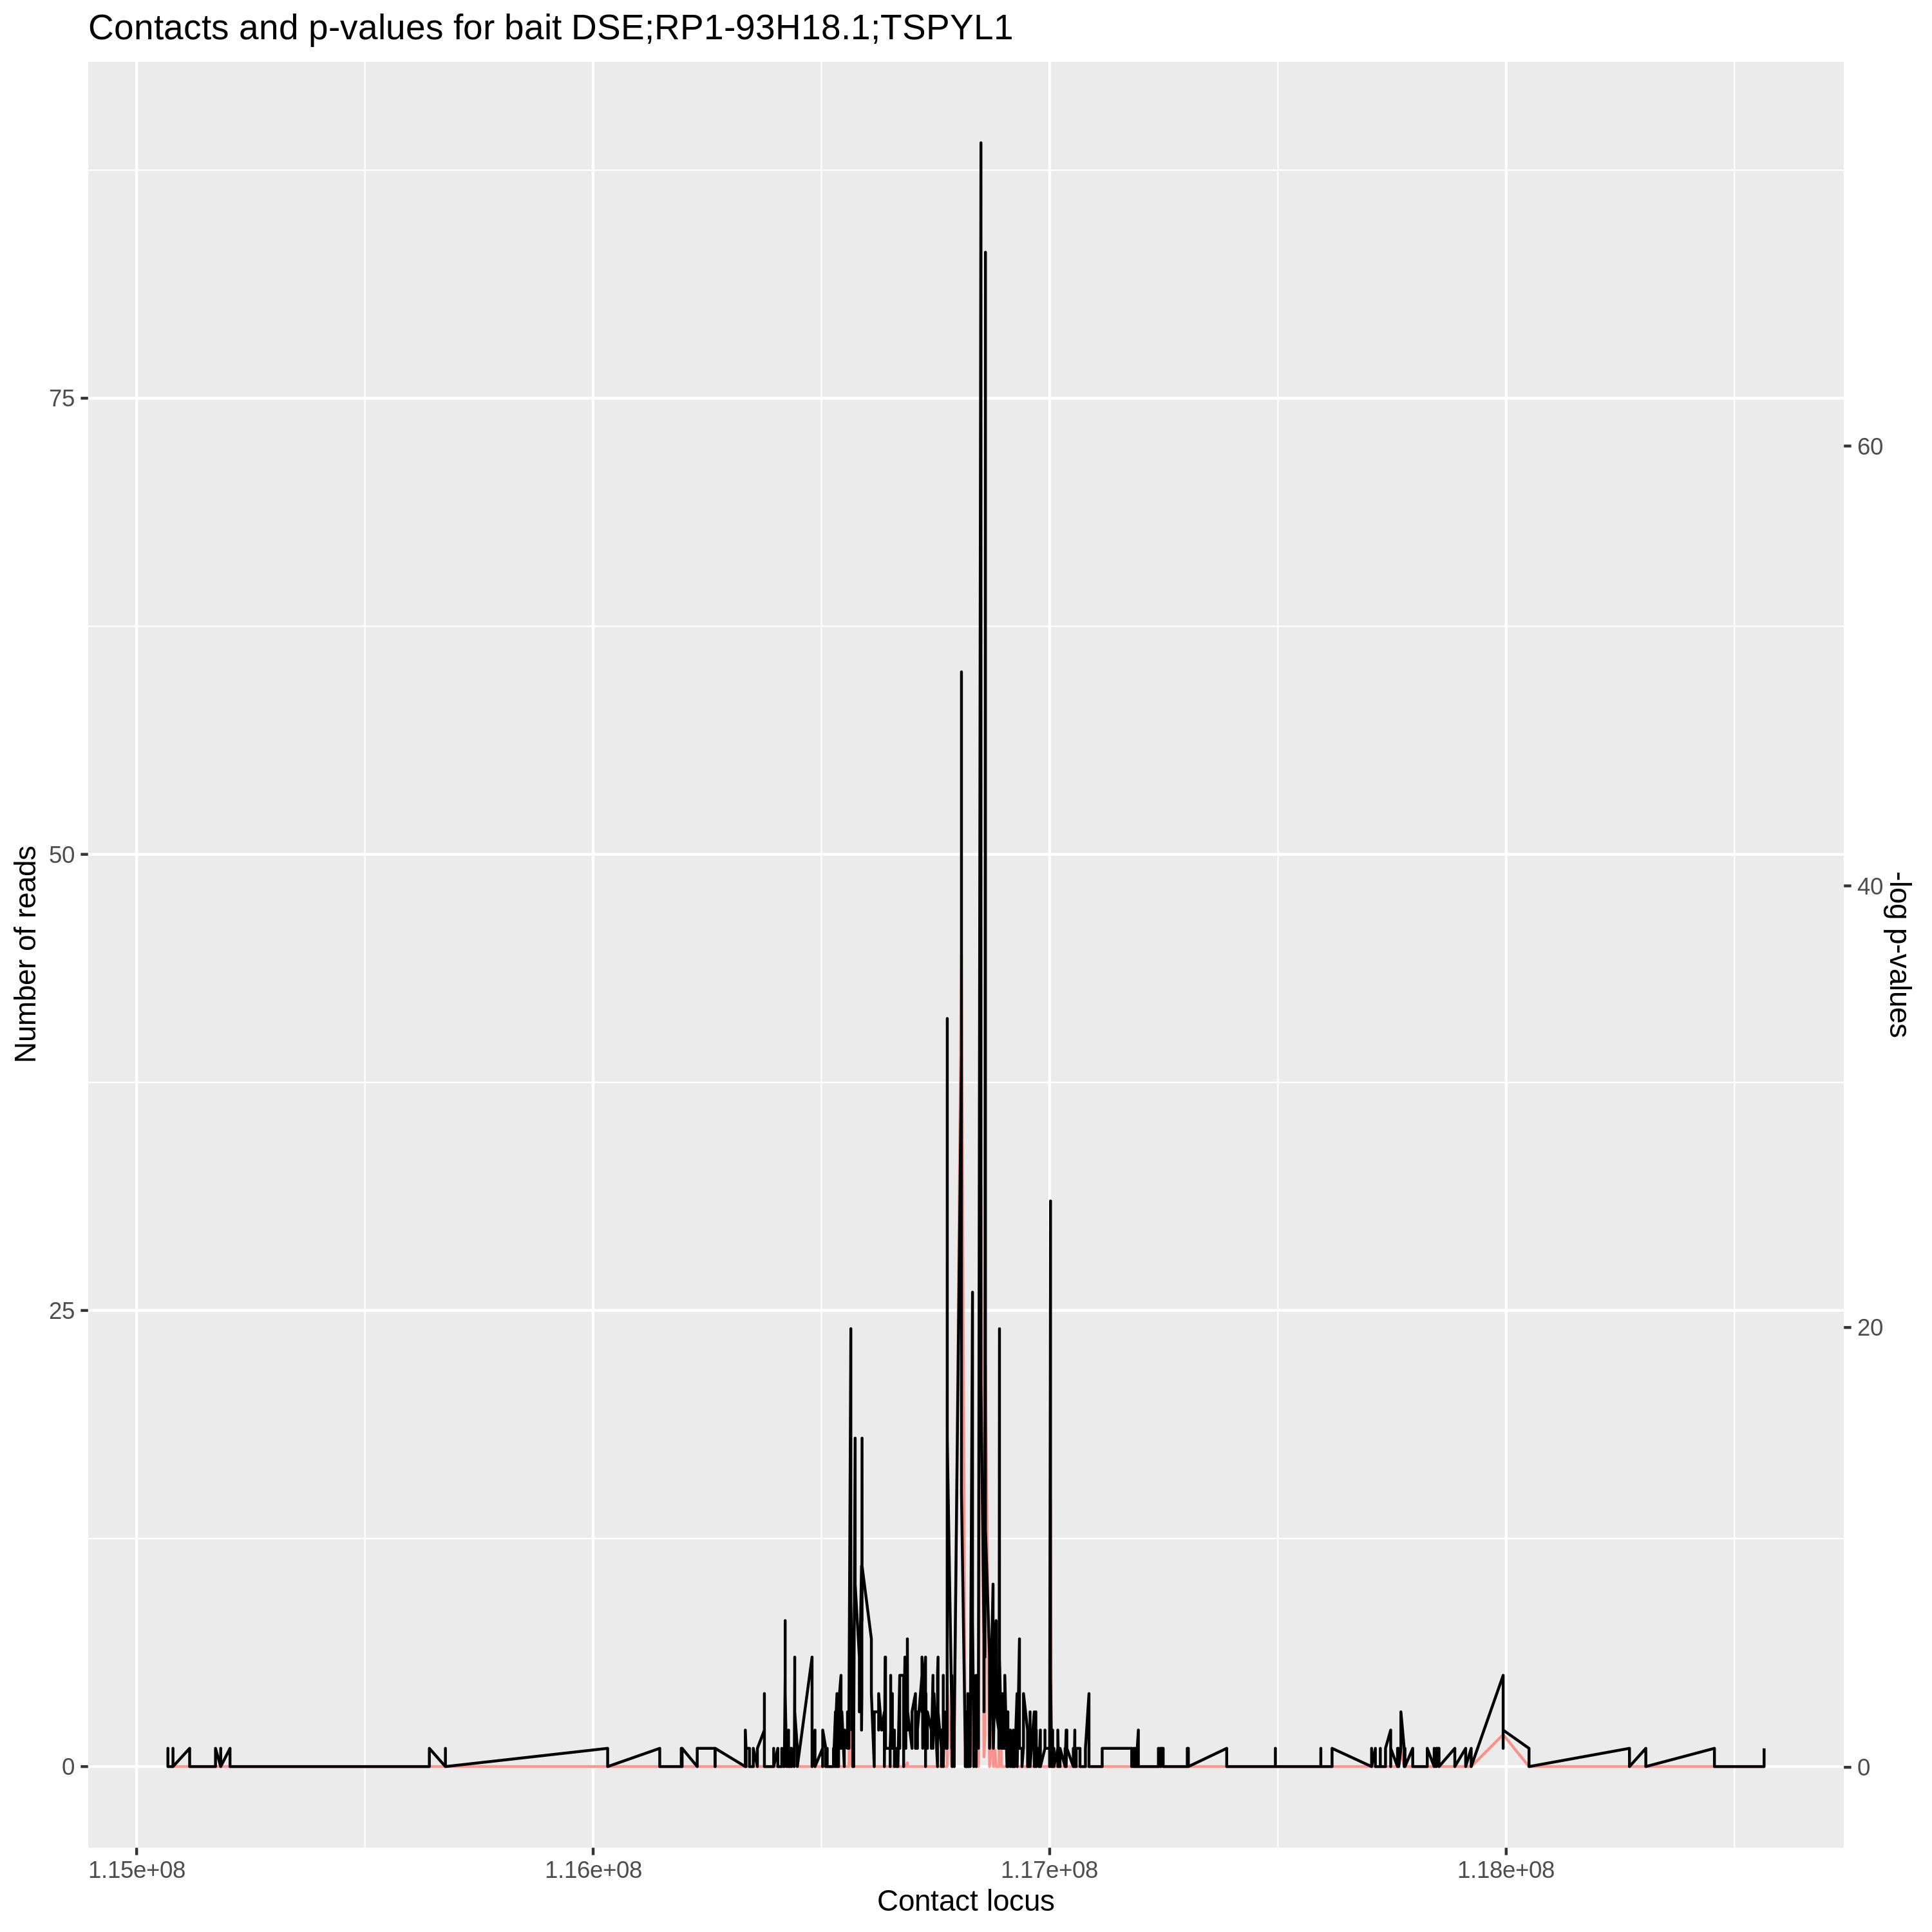 Contacts and p-values for bait DSE;RP1-93H18.1;TSPYL1
75
60
50
40
Number of reads
-log p-values
25
20
0
0
1.15e+08
1.16e+08
1.17e+08
1.18e+08
Contact locus